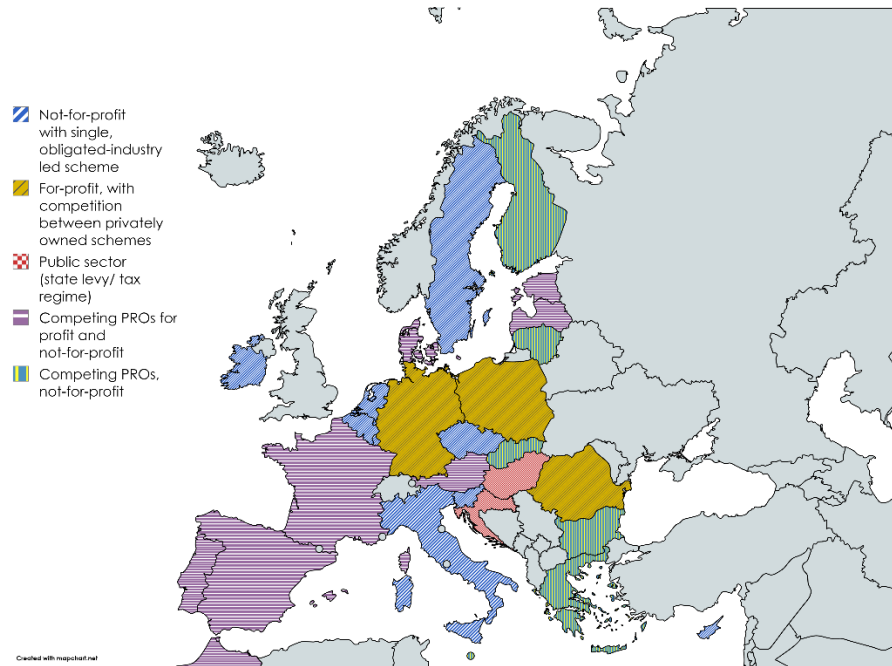 Not-for-profit
with single,
obligated-industry
led scheme
For-profit, with
competition
between privately
owned schemes
Public sector
(state levy/ tax
regime)
Competing PROs for
profit and
not-for-profit
Competing PROs,
not-for-profit
Created with mapchart.net